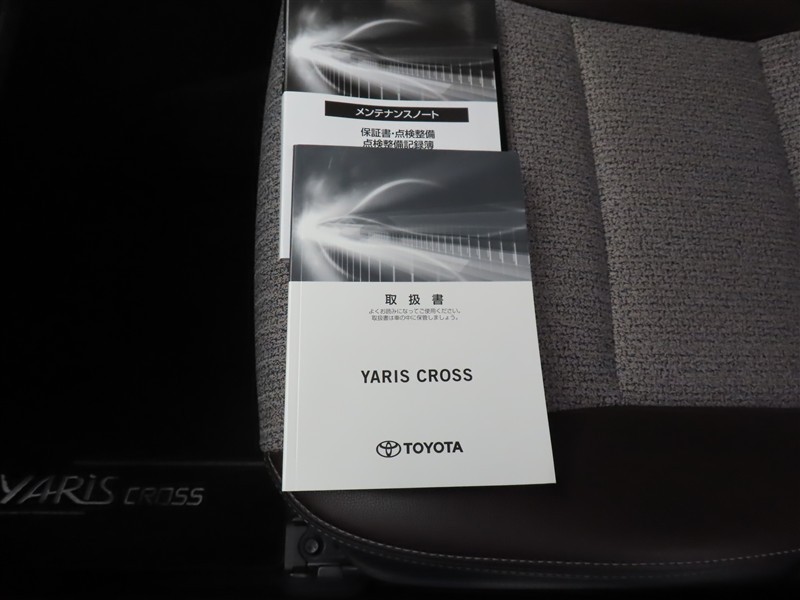 メンテナンスノート
保証書・点検整備
点検整備記録簿
取扱書
よくお読みになってご使用ください。
取扱書は車の中に保管しましょう。
YARIS CROSS
TOYOTA
YARIS CROSS